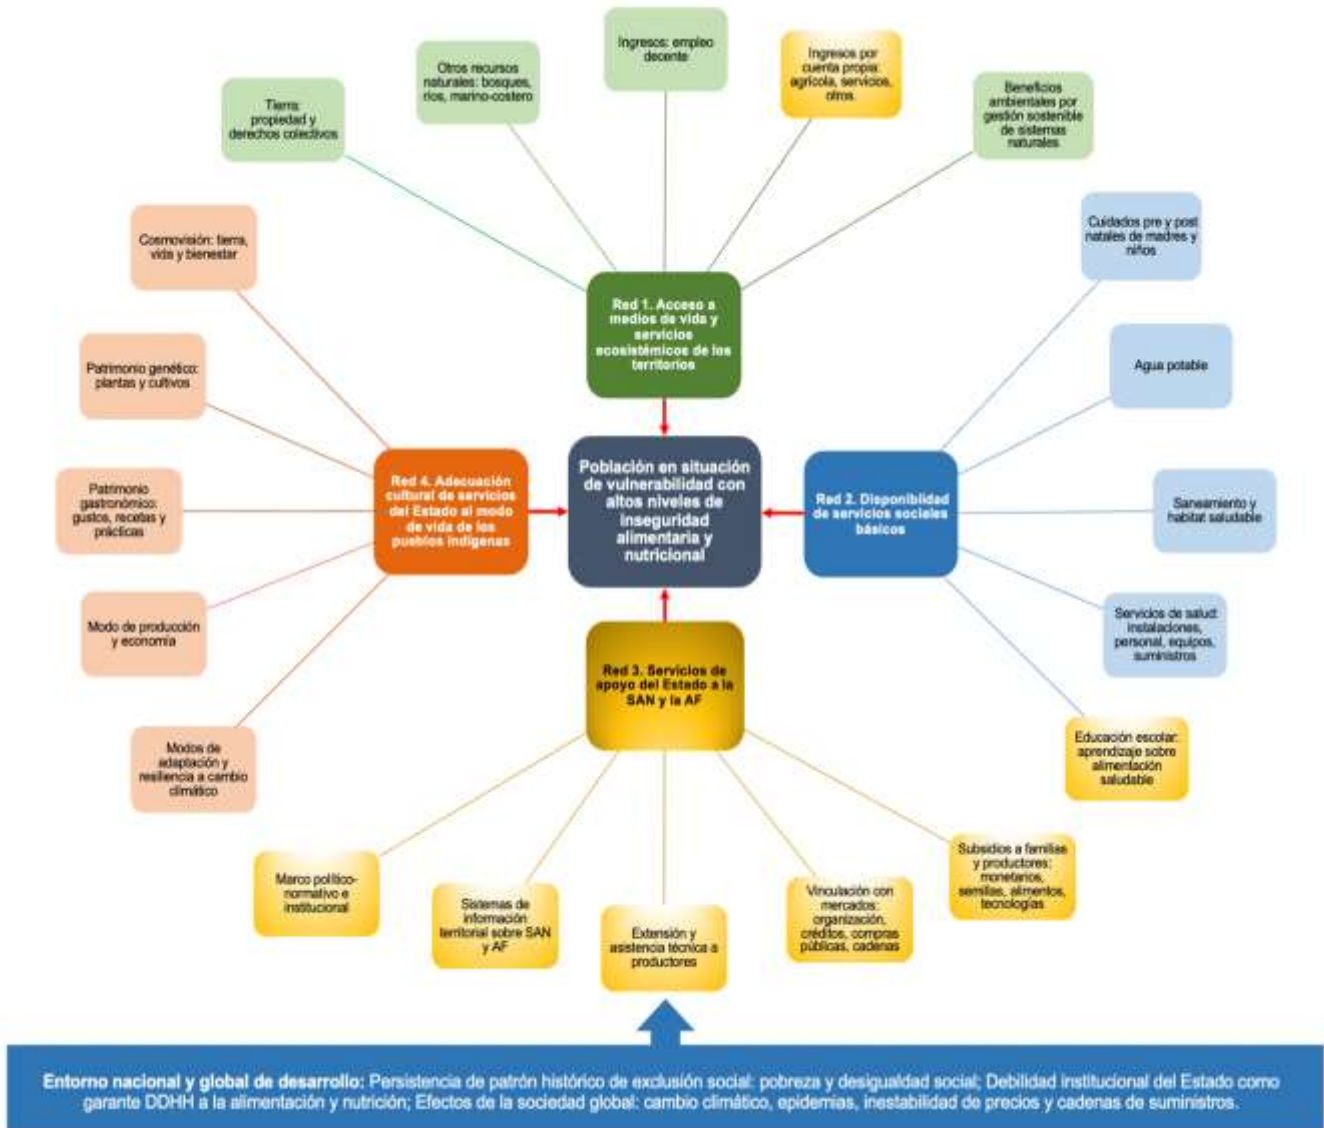 Ingresos: empleo
decente
Ingresos por
cuenta propia:
agrícola, servicios,
otros.
Otros recursos
naturales: bosques,
ríos, marino-costero
Tierra:
propiedad y
derechos colectivos
Beneficios
ambientales por
gestión sostenible
de sistemas
naturales
Cosmovisión: tierra,
vida y bienestar
Cuidados pre y post
natales de madres y
niños
Red 1. Acceso a
medios de vida y
servicios
ecosistémicos de los
territorios
Patrimonio genético:
plantas y cultivos
Agua potable
Red 4. Adecuación
cultural de servicios
del Estado al modo
de vida de los
pueblos indígenas
Población en situación
de vulnerabilidad con
altos niveles de
inseguridad
alimentaria y
nutricional
Red 2. Disponibilidad
de servicios sociales
básicos
Patrimonio
gastronómico:
gustos, recetas y
prácticas
Saneamiento y
habitat saludable
Modo de producción
y economía
Servicios de salud:
instalaciones,
personal, equipos,
suministros
Red 3. Servicios de
apoyo del Estado a la
SAN y la AF
Modos de
adaptación y
resiliencia a cambio
climático
Educación escolar:
aprendizaje sobre
alimentación
saludable
Marco político-
normativo e
institucional
Sistemas de
información
territorial sobre SAN
y AF
Extensión y
asistencia técnica a
productores
Vinculación con
mercados:
organización,
créditos, compras
públicas, cadenas
Subsidios a familias
y productores:
monetarios,
semillas, alimentos,
tecnologías
Entorno nacional y global de desarrollo: Persistencia de patrón histórico de exclusión social: pobreza y desigualdad social; Debilidad institucional del Estado como
garante DDHH a la alimentación y nutrición; Efectos de la sociedad global: cambio climático, epidemias, inestabilidad de precios y cadenas de suministros.